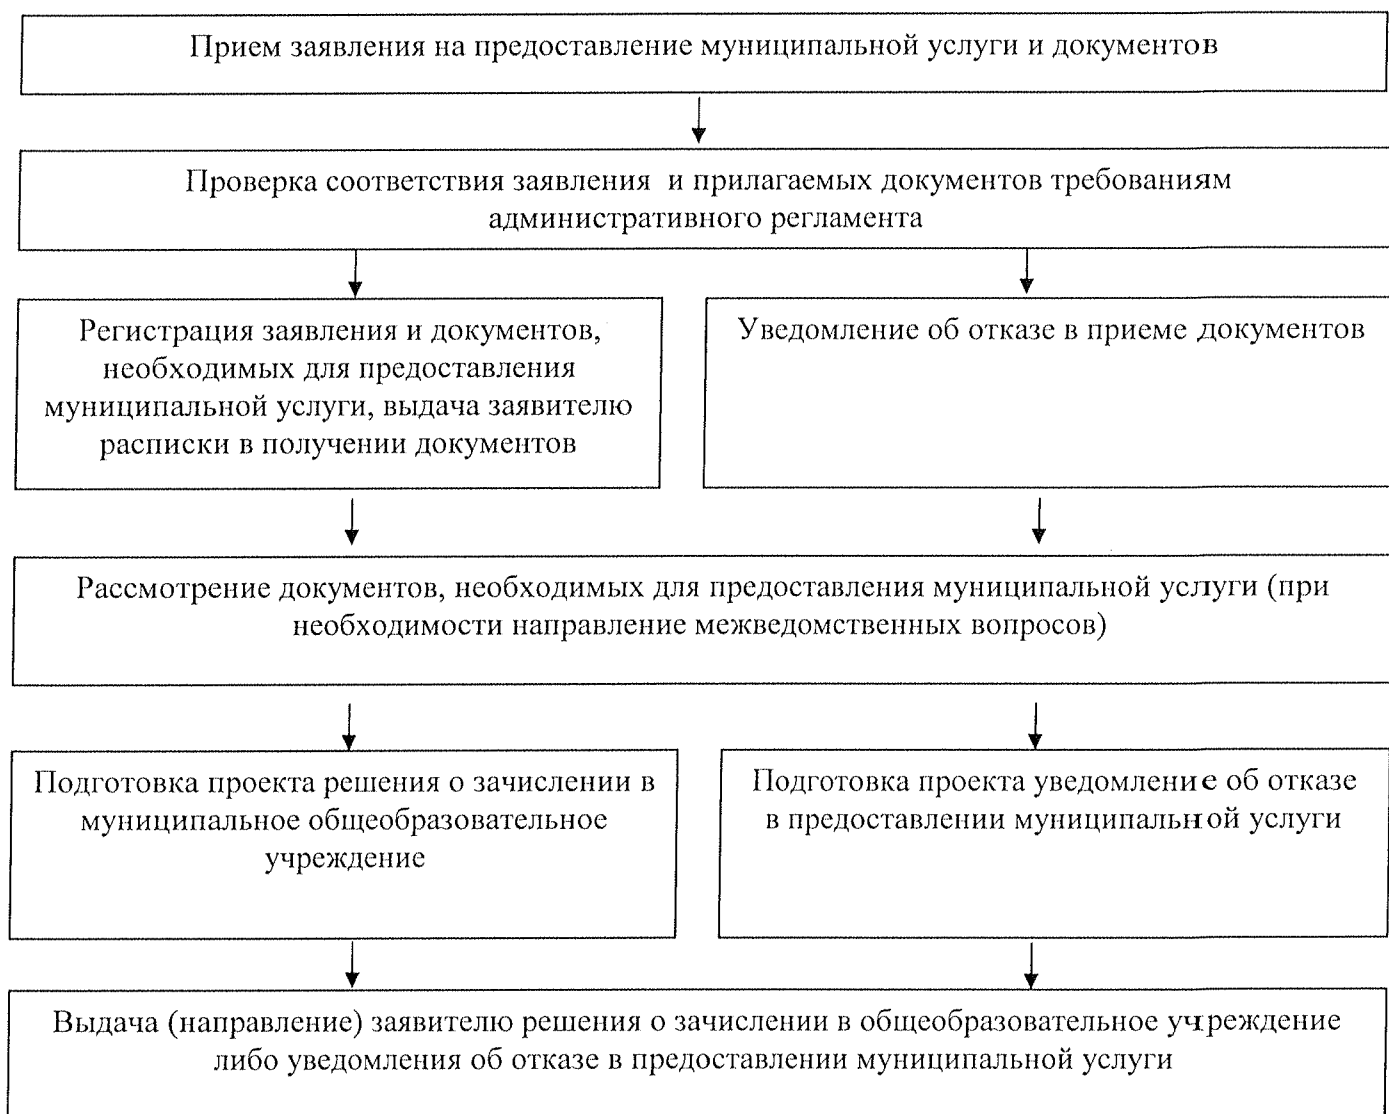 Прием заявления на предоставление муниципальной услуги и документов
Проверка соответствия заявления и прилагаемых документов требованиям
административного регламента
Регистрация заявления и документов,
необходимых для предоставления
муниципальной услуги, выдача заявителю
расписки в получении документов
Уведомление об отказе в приеме документов
Рассмотрение документов, необходимых для предоставления муниципальной услуги (при
необходимости направление межведомственных вопросов)
Подготовка проекта решения о зачислении в
муниципальное общеобразовательное
учреждение
Подготовка проекта уведомление об отказе
в предоставлении муниципальной услуги
Выдача (направление) заявителю решения о зачислении в общеобразовательное учреждение
либо уведомления об отказе в предоставлении муниципальной услуги